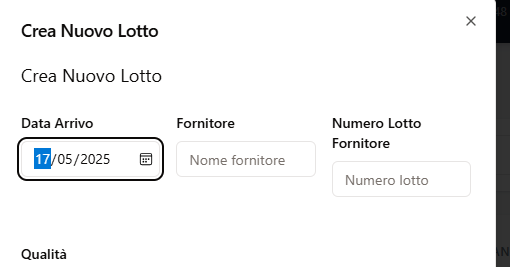 Crea Nuovo Lotto
Crea Nuovo Lotto
Data Arrivo
Fornitore
Numero Lotto
Fornitore
17/05/2025
Nome fornitore
Numero lotto
Qualità